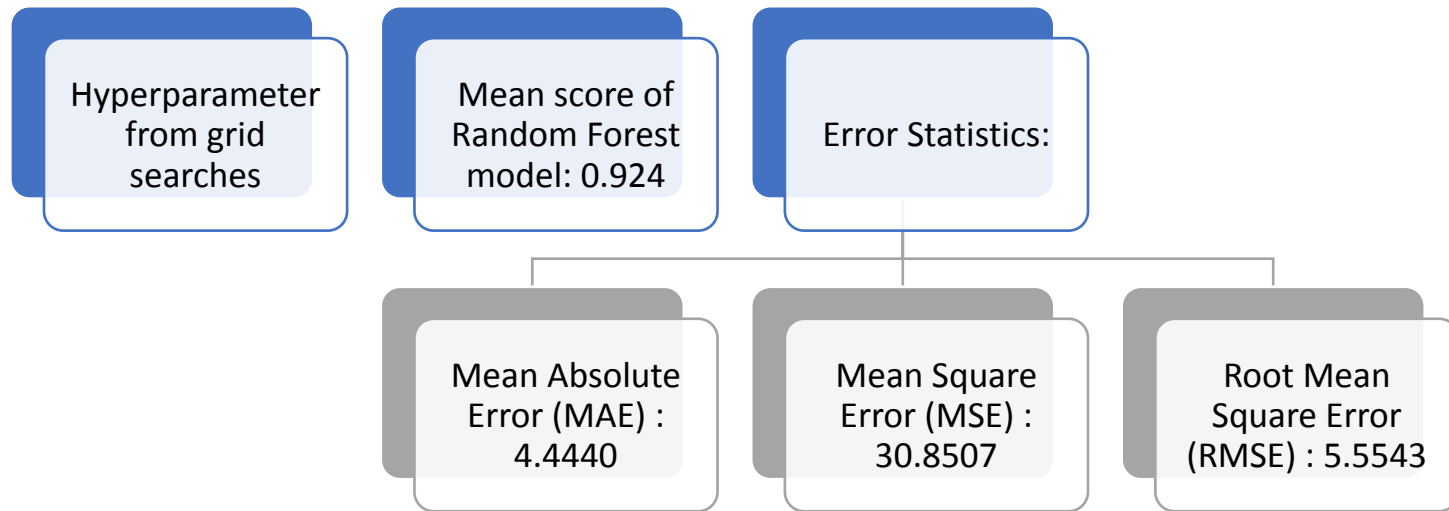 Hyperparameter
from grid
searches
Mean score of
Random Forest
model: 0.924
Error Statistics:
Mean Absolute
Error (MAE) :
4.4440
Mean Square
Error (MSE) :
30.8507
Root Mean
Square Error
(RMSE) : 5.5543